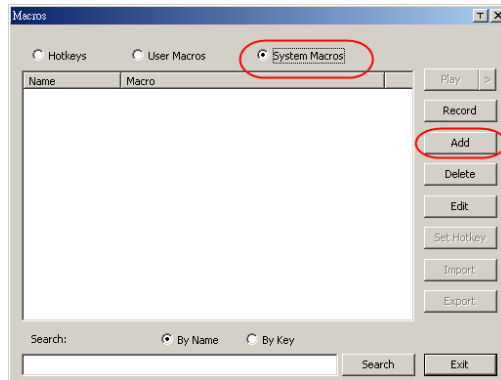 Macros
Hotkeys User Macros System Macros
Name Macro
Play >
Record
Add
Delete
Edit
Set Hotkey
Import
Export
Search: By Name By Key
Search Exit